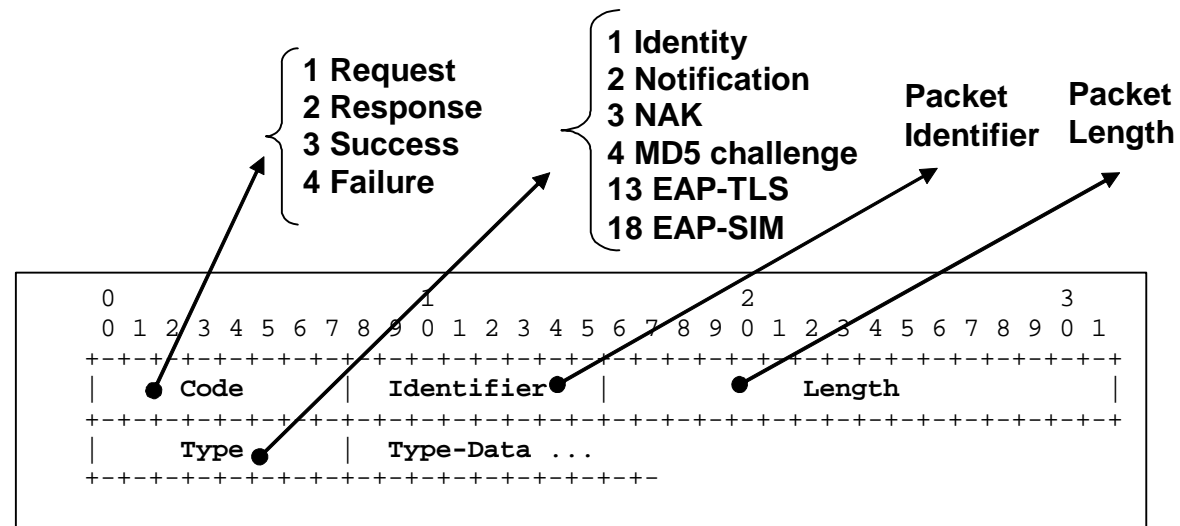 1 Request
2 Response
3 Success
4 Failure
1 Identity
2 Notification
3 NAK
4 MD5 challenge
13 EAP-TLS
18 EAP-SIM
Packet
Identifier
Packet
Length
0 1 2 3
0 1 2 3 4 5 6 7 8 9 0 1 2 3 4 5 6 7 8 9 0 1 2 3 4 5 6 7 8 9 0 1
+-+-+-+-+-+-+-+-+-+-+-+-+-+-+-+-+-+-+-+-+-+-+-+-+-+-+-+-+-+-+-+-+
| Code | Identifier | Length |
+-+-+-+-+-+-+-+-+-+-+-+-+-+-+-+-+-+-+-+-+-+-+-+-+-+-+-+-+-+-+-+-+
| Type | Type-Data ...
+-+-+-+-+-+-+-+-+-+-+-+-+-+-+-+-+-+-